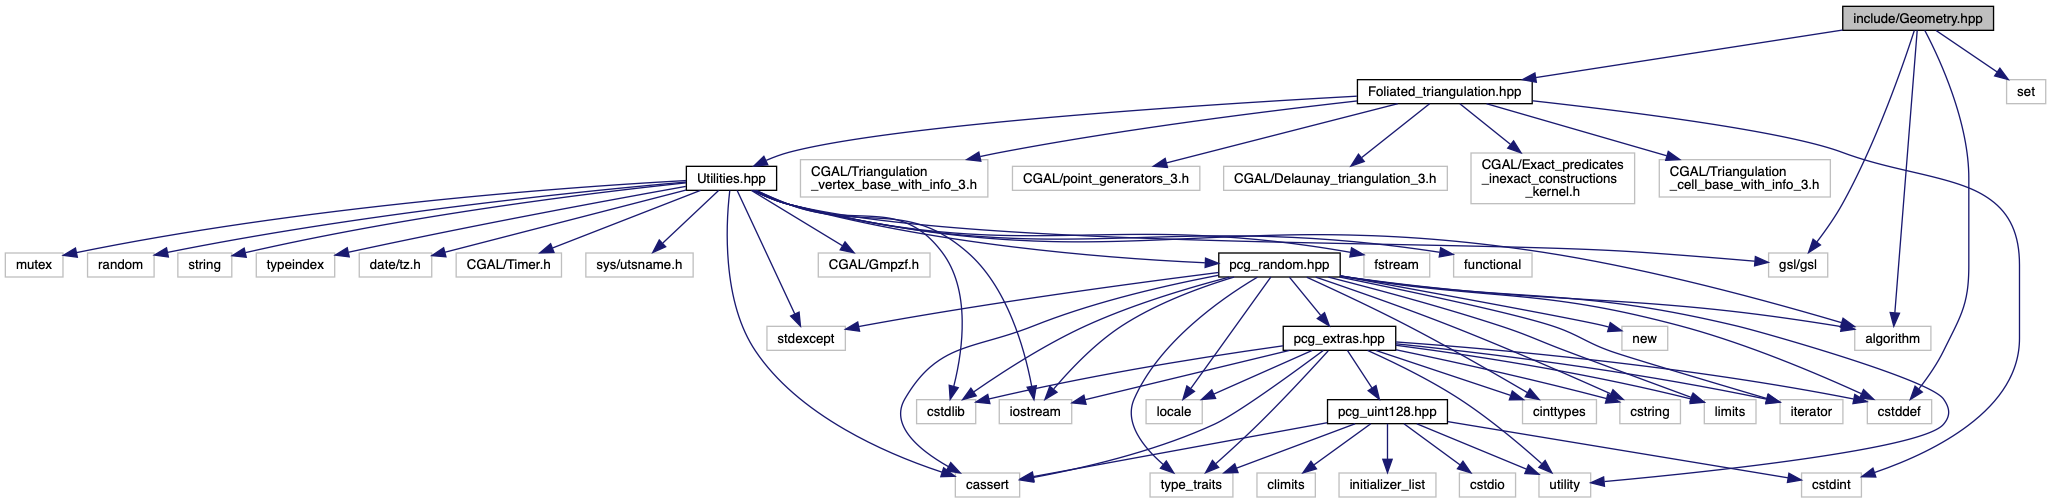 include/Geometry.hpp
Foliated_triangulation.hpp
set
Utilities.hpp
CGAL/Triangulation
_vertex_base_with_info_3.h
CGAL/point_generators_3.h
CGAL/Delaunay_triangulation_3.h
CGAL/Exact_predicates
_inexact_constructions
_kernel.h
CGAL/Triangulation
_cell_base_with_info_3.h
mutex
random
string
typeindex
date/tz.h
CGAL/Timer.h
sys/utsname.h
CGAL/Gmpzf.h
pcg_random.hpp
fstream
functional
gsl/gsl
stdexcept
pcg_extras.hpp
new
algorithm
cstdlib
iostream
locale
pcg_uint128.hpp
cinttypes
cstring
limits
iterator
cstddef
cassert
type_traits
climits
initializer_list
cstdio
utility
cstdint